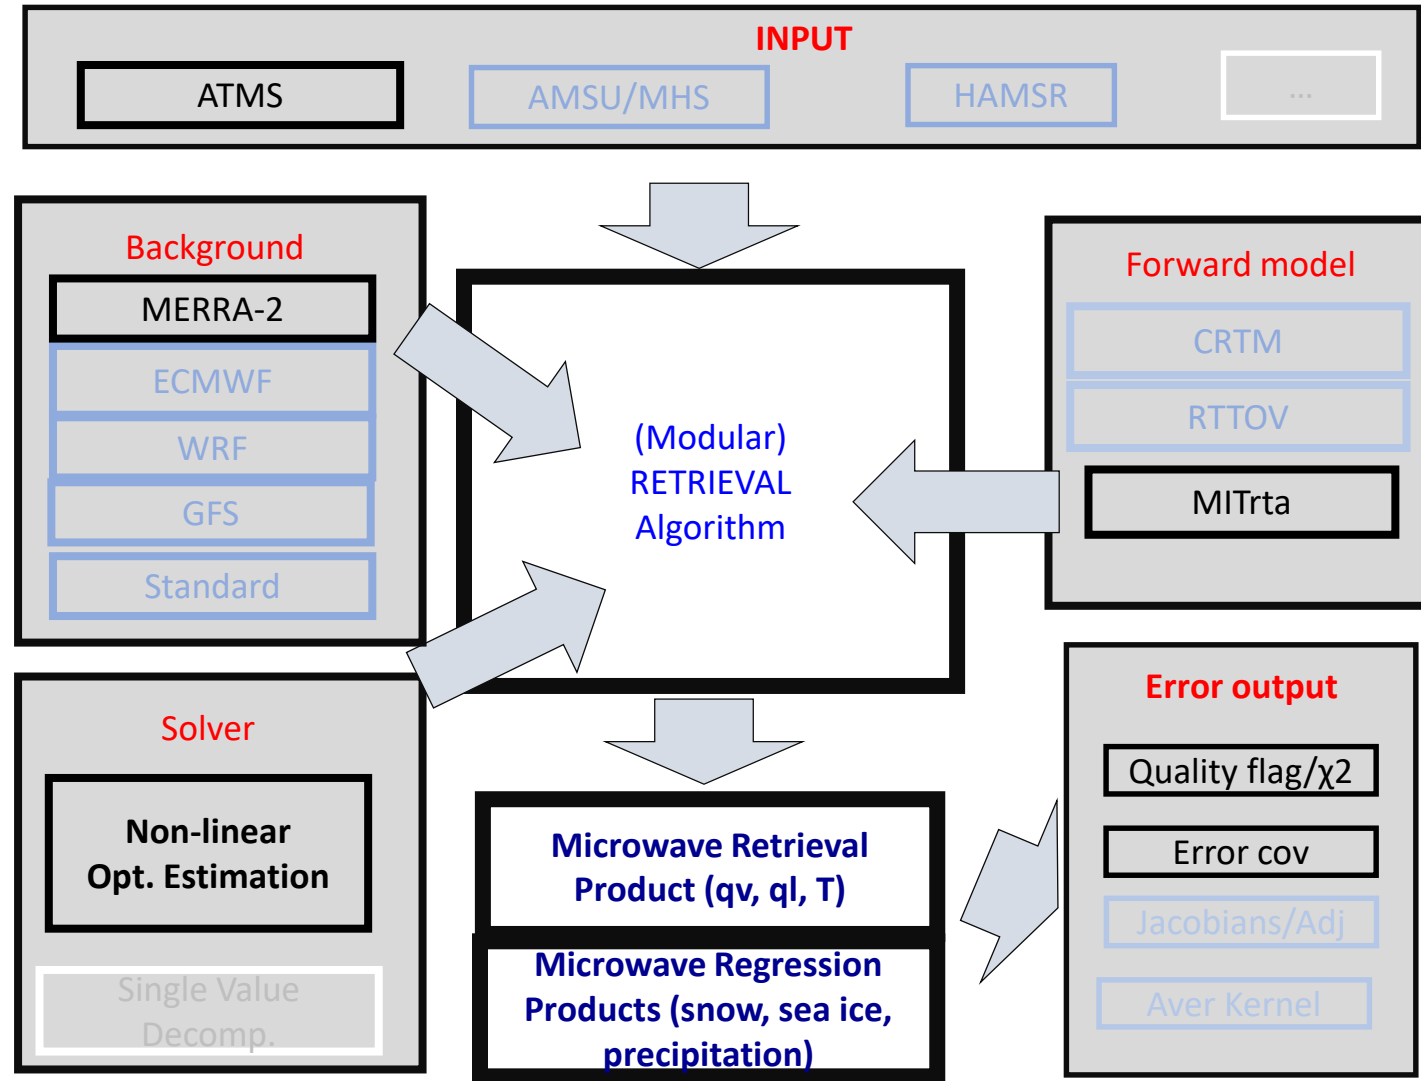 INPUT
ATMS
AMSU/MHS
HAMSR
...
Background
MERRA-2
ECMWF
WRF
GFS
Standard
Forward model
CRTM
RTTOV
MITrta
(Modular)
RETRIEVAL
Algorithm
Solver
Non-linear
Opt. Estimation
Single Value
Decomp.
Microwave Retrieval
Product (qv, ql, T)
Microwave Regression
Products (snow, sea ice,
precipitation)
Error output
Quality flag/χ2
Error cov
Jacobians/Adj
Aver Kernel